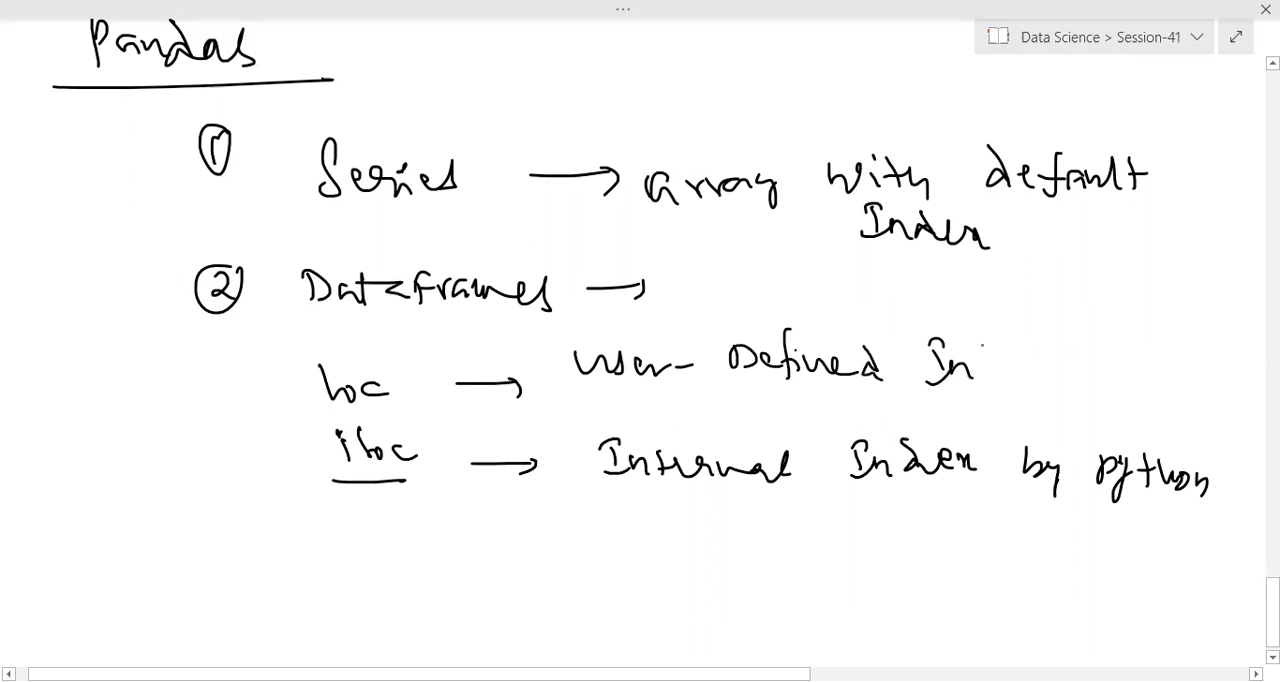 Data Science > Session-41
Pandas
① Series → array with default
Index
② Dataframes →
loc → User-Defined In
iloc → Internal Index by python